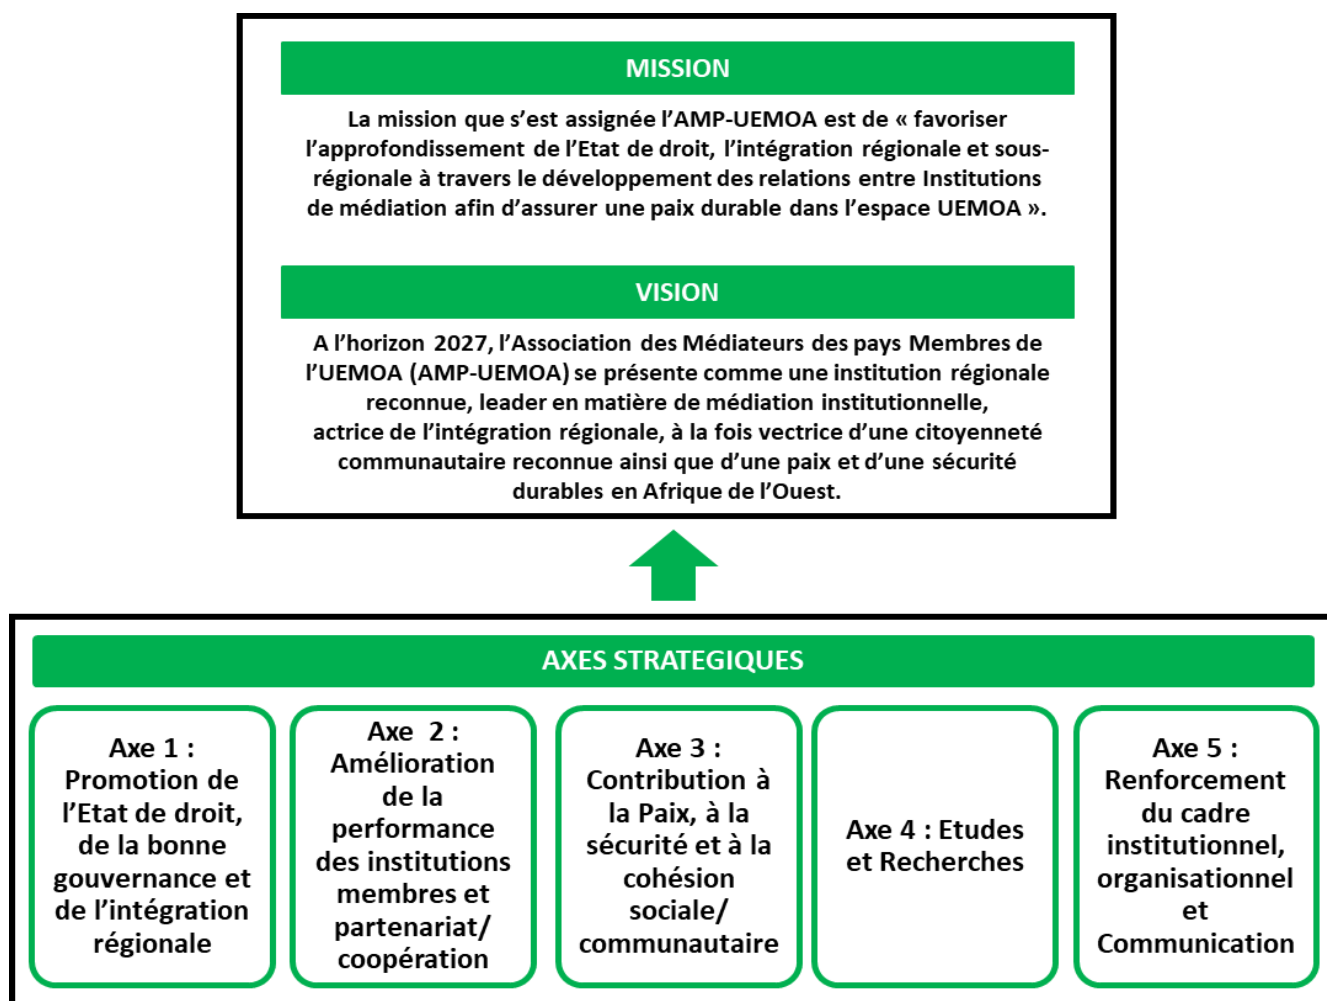 MISSION
La mission que s’est assignée l’AMP-UEMOA est de « favoriser
l’approfondissement de l’Etat de droit, l’intégration régionale et sous-
régionale à travers le développement des relations entre Institutions
de médiation afin d’assurer une paix durable dans l’espace UEMOA ».
VISION
A l’horizon 2027, l’Association des Médiateurs des pays Membres de
l’UEMOA (AMP-UEMOA) se présente comme une institution régionale
reconnue, leader en matière de médiation institutionnelle,
actrice de l’intégration régionale, à la fois vectrice d’une citoyenneté
communautaire reconnue ainsi que d’une paix et d’une sécurité
durables en Afrique de l’Ouest.
AXES STRATEGIQUES
Axe 1 :
Promotion de
l’Etat de droit,
de la bonne
gouvernance et
de l’intégration
régionale
Axe 2 :
Amélioration
de la
performance
des institutions
membres et
partenariat/
coopération
Axe 3 :
Contribution à
la Paix, à la
sécurité et à la
cohésion
sociale/
communautaire
Axe 4 : Etudes
et Recherches
Axe 5 :
Renforcement
du cadre
institutionnel,
organisationnel
et
Communication